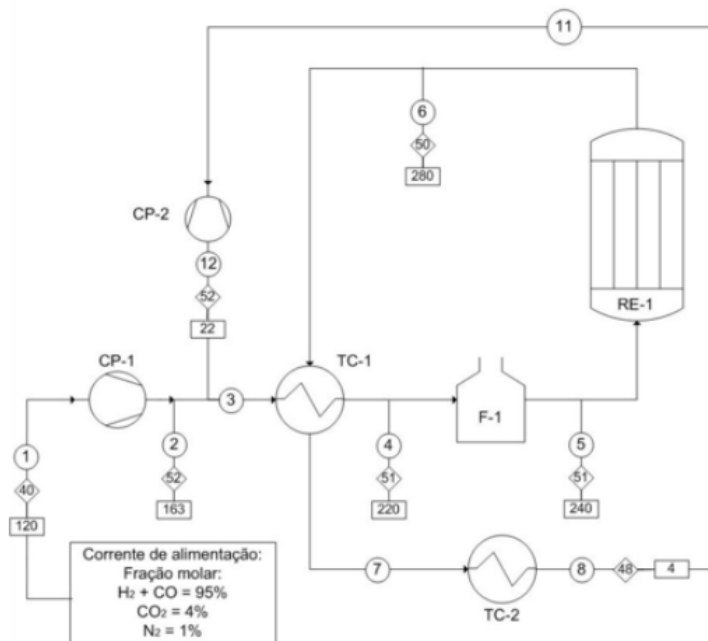 11
6
50
280
CP-2
12
52
22
RE-1
CP-1
TC-1
3
F-1
1
40
120
2
52
163
4
51
220
5
51
240
Corrente de alimentação:
Fração molar:
H₂ + CO = 95%
CO₂ = 4%
N₂ = 1%
7
8
48
4
TC-2